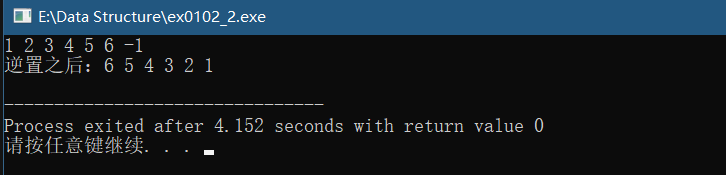 E:\Data Structure\ex0102_2.exe
1 2 3 4 5 6 -1
逆置之后：6 5 4 3 2 1
--------------------------------
Process exited after 4.152 seconds with return value 0
请按任意键继续. . .